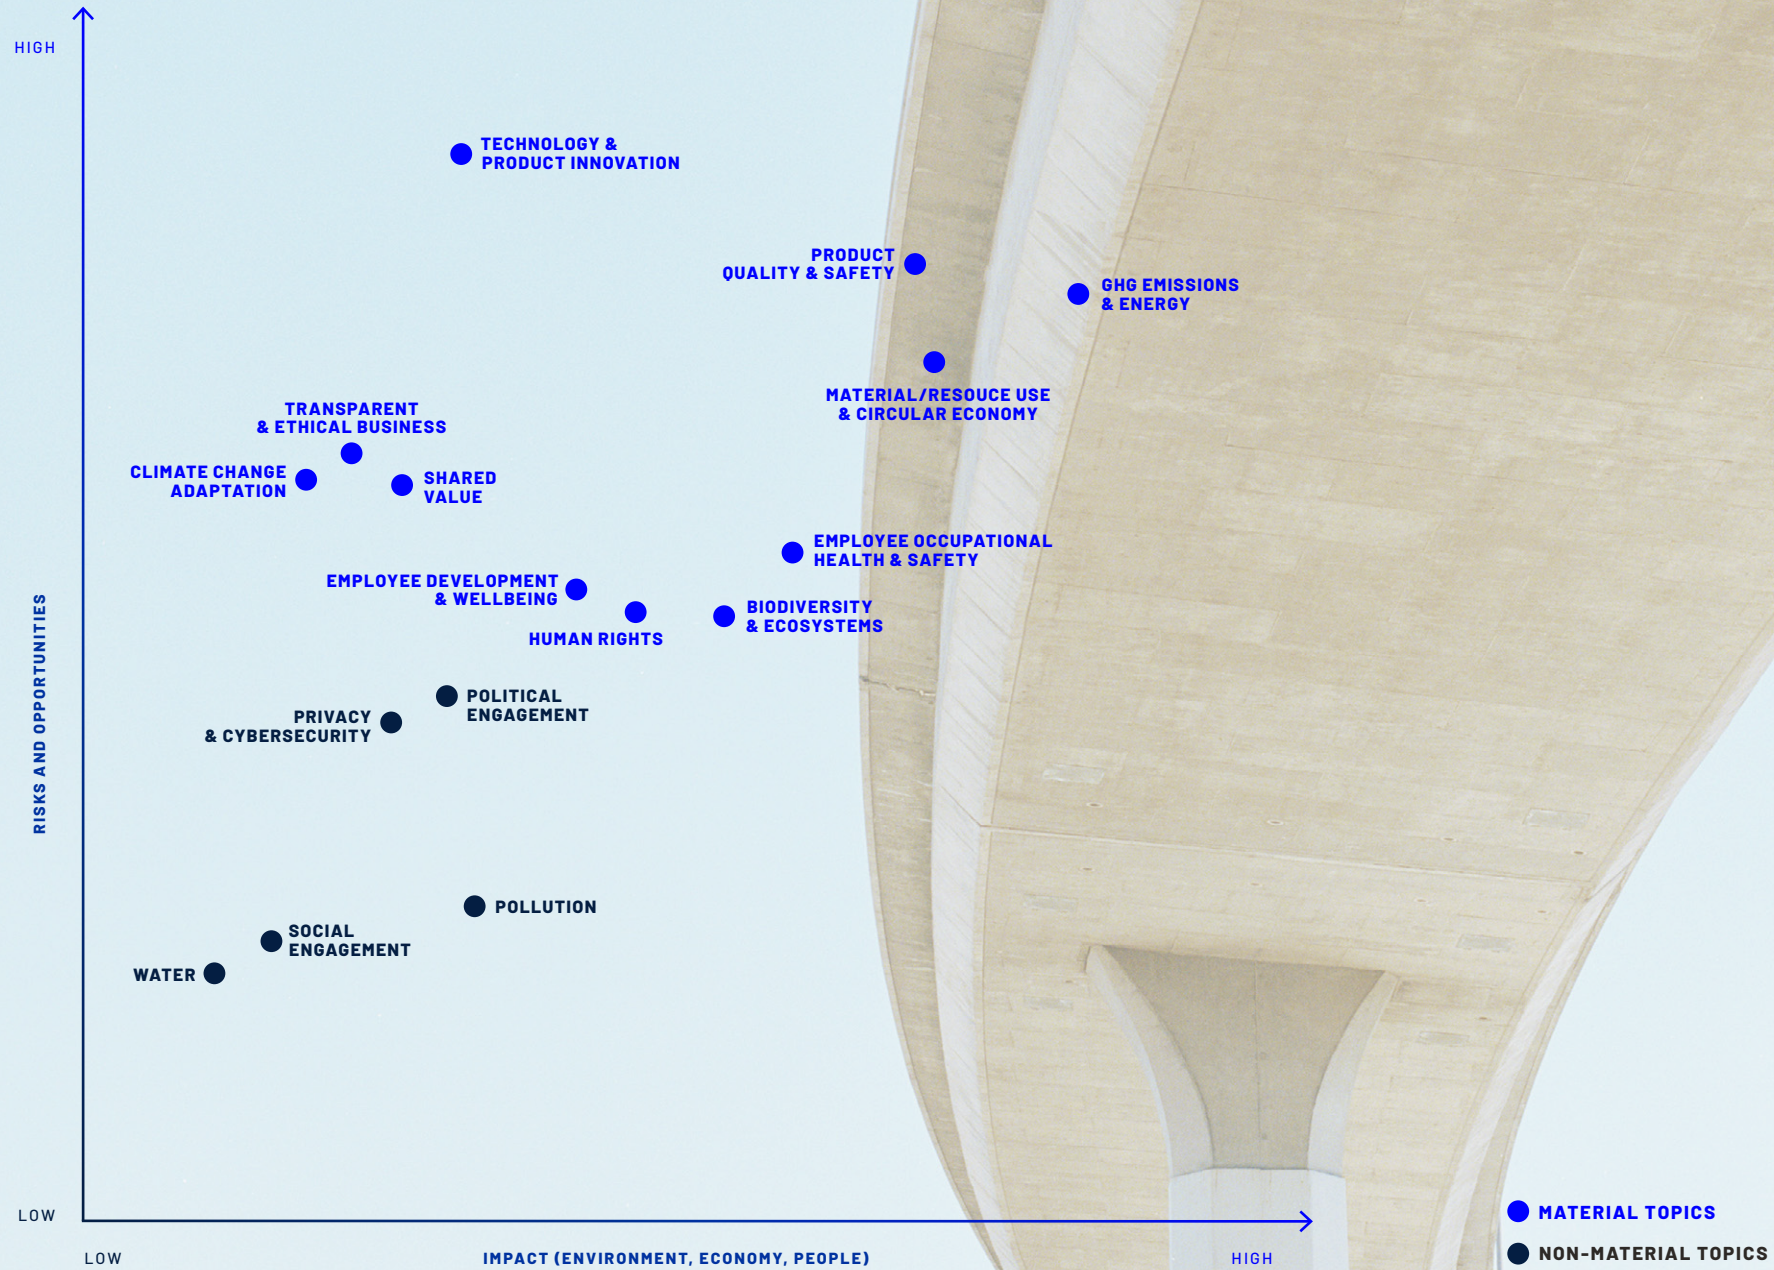 HIGH
TECHNOLOGY &
PRODUCT INNOVATION
PRODUCT
QUALITY & SAFETY
GHG EMISSIONS
& ENERGY
MATERIAL/RESOUCE USE
& CIRCULAR ECONOMY
TRANSPARENT
& ETHICAL BUSINESS
CLIMATE CHANGE
ADAPTATION
SHARED
VALUE
EMPLOYEE OCCUPATIONAL
HEALTH & SAFETY
EMPLOYEE DEVELOPMENT
& WELLBEING
HUMAN RIGHTS
BIODIVERSITY
& ECOSYSTEMS
RISKS AND OPPORTUNITIES
POLITICAL
ENGAGEMENT
PRIVACY
& CYBERSECURITY
POLLUTION
SOCIAL
ENGAGEMENT
WATER
LOW
LOW
IMPACT (ENVIRONMENT, ECONOMY, PEOPLE)
HIGH
MATERIAL TOPICS
NON-MATERIAL TOPICS